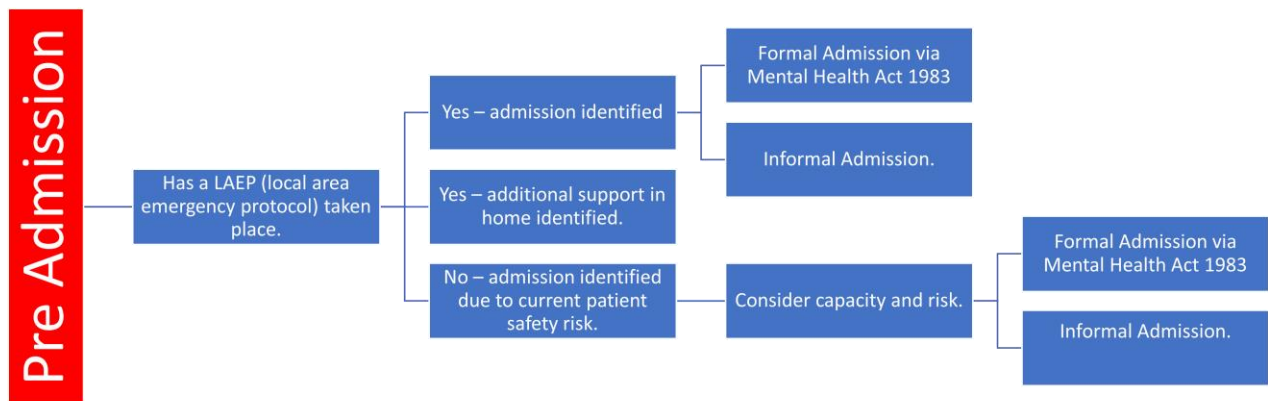 Pre Admission
Has a LAEP (local area
emergency protocol) taken
place.
Yes – admission identified
Formal Admission via
Mental Health Act 1983
Informal Admission.
Yes – additional support in
home identified.
No – admission identified
due to current patient
safety risk.
Consider capacity and risk.
Formal Admission via
Mental Health Act 1983
Informal Admission.